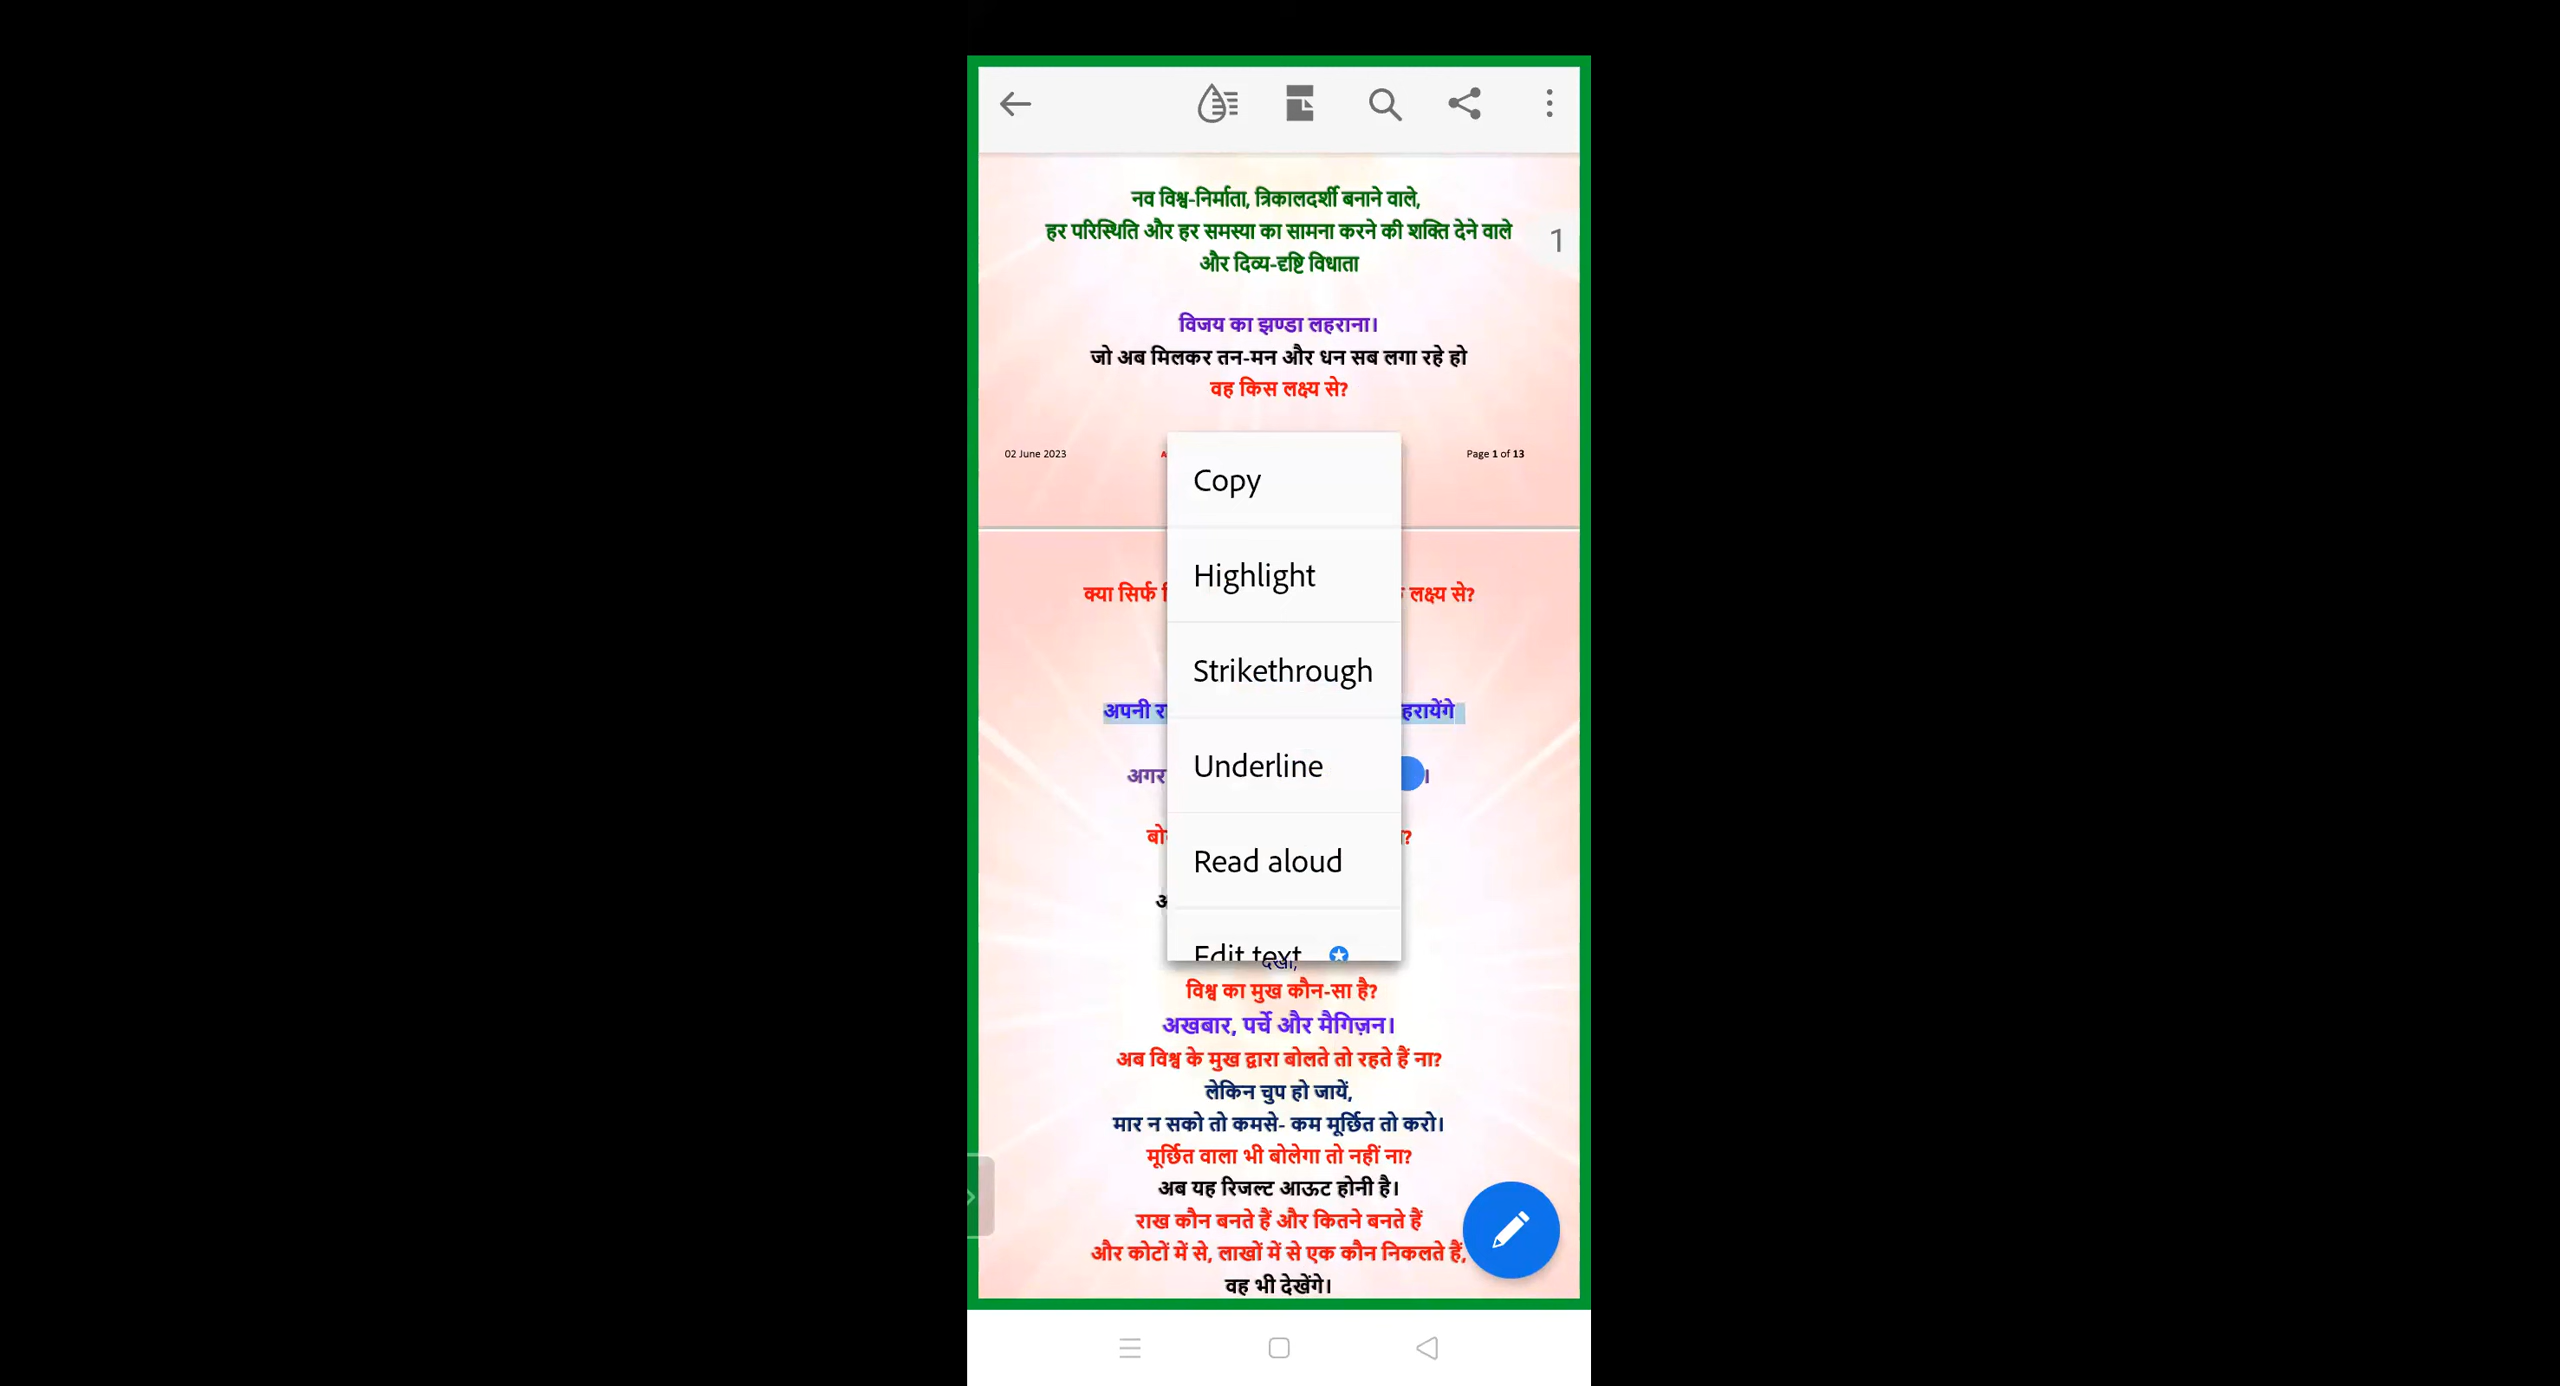 नव विश्व-निर्माता, त्रिकालदर्शी बनाने वाले,
हर परिस्थिति और हर समस्या का सामना करने की शक्ति देने वाले
1
और दिव्य-दृष्टि विधाता
विजय का झण्डा लहराना।
जो अब मिलकर तन-मन और धन सब लगा रहे हो
वह किस लक्ष्य से?
02 June 2023
Page 1 of 13
Copy
Highlight
क्या सिर्फ लक्ष्य से?
Strikethrough
अपनी हरायेंगे
Underline
अगर ।
?
Read aloud
Edit text
देखा,
विश्व का मुख कौन-सा है?
अखबार, पर्चे और मैगिज़न।
अब विश्व के मुख द्वारा बोलते तो रहते हैं ना?
लेकिन चुप हो जायें,
मार न सको तो कमसे- कम मूर्छित तो करो।
मूर्छित वाला भी बोलेगा तो नहीं ना?
अब यह रिजल्ट आऊट होनी है।
राख कौन बनते हैं और कितने बनते हैं
और कोटों में से, लाखों में से एक कौन निकलते हैं,
वह भी देखेंगे।